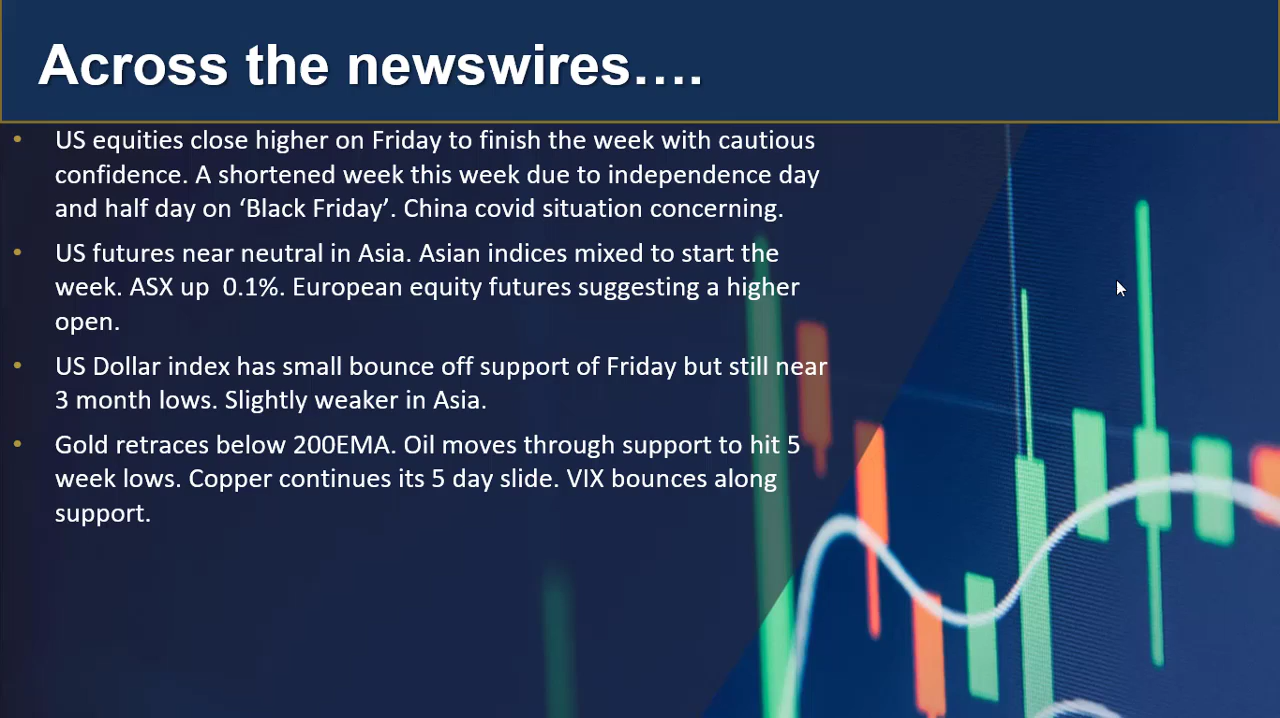 Across the newswires….
• US equities close higher on Friday to finish the week with cautious
confidence. A shortened week this week due to independence day
and half day on ‘Black Friday’. China covid situation concerning.
• US futures near neutral in Asia. Asian indices mixed to start the
week. ASX up  0.1%. European equity futures suggesting a higher
open.
• US Dollar index has small bounce off support of Friday but still near
3 month lows. Slightly weaker in Asia.
• Gold retraces below 200EMA. Oil moves through support to hit 5
week lows. Copper continues its 5 day slide. VIX bounces along
support.